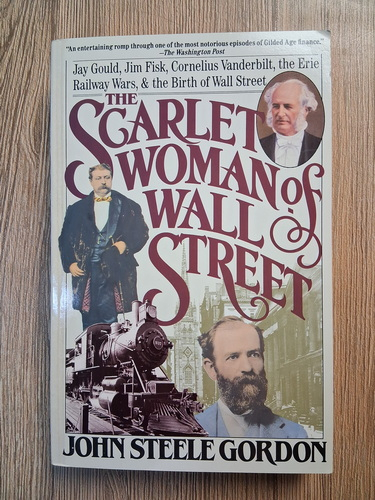 "An entertaining romp through one of the most notorious episodes of Gilded Age finance."
—The Washington Post
Jay Gould, Jim Fisk, Cornelius Vanderbilt, the Erie
Railway Wars, & the Birth of Wall Street
THE
SCARLET
WOMAN OF
WALL
STREET
JOHN STEELE GORDON